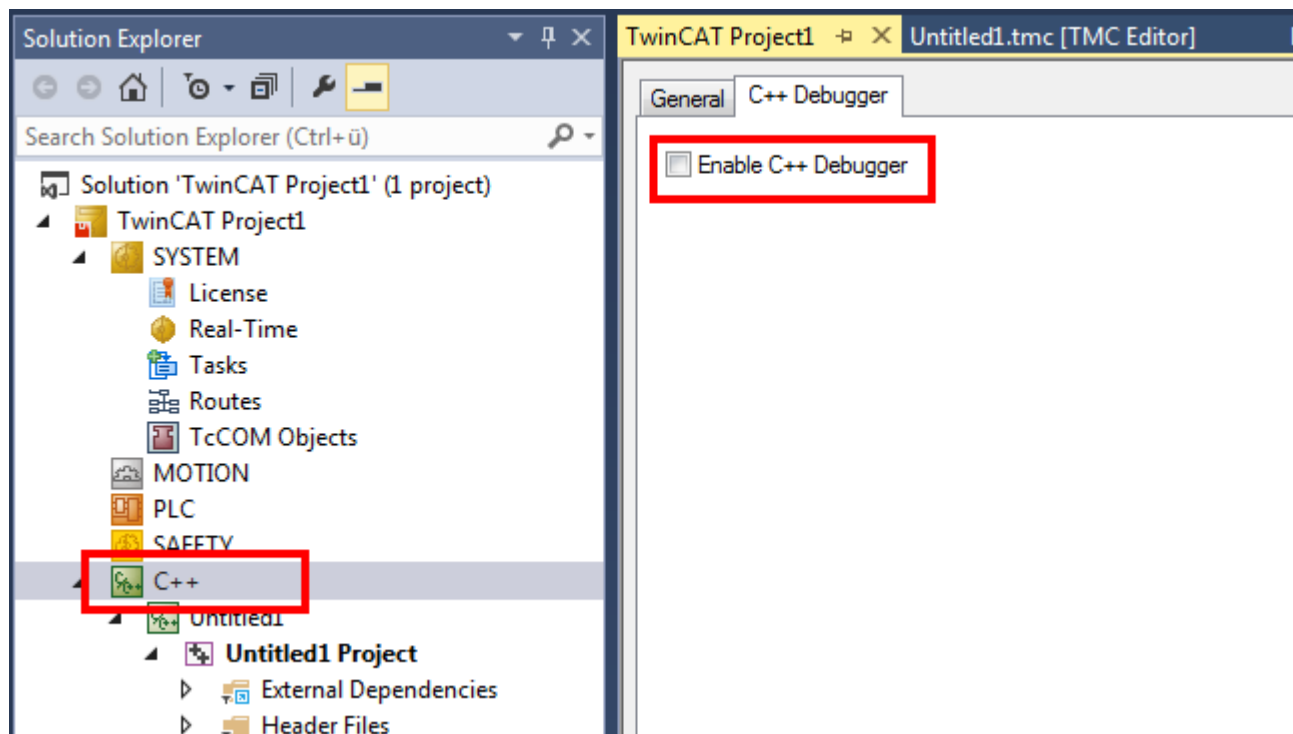 Solution Explorer
Search Solution Explorer (Ctrl+ü)
Solution 'TwinCAT Project1' (1 project)
TwinCAT Project1
SYSTEM
License
Real-Time
Tasks
Routes
TcCOM Objects
MOTION
PLC
SAFETY
C++
Untitled1
Untitled1 Project
External Dependencies
Header Files
TwinCAT Project1 Untitled1.tmc [TMC Editor]
General C++ Debugger
Enable C++ Debugger